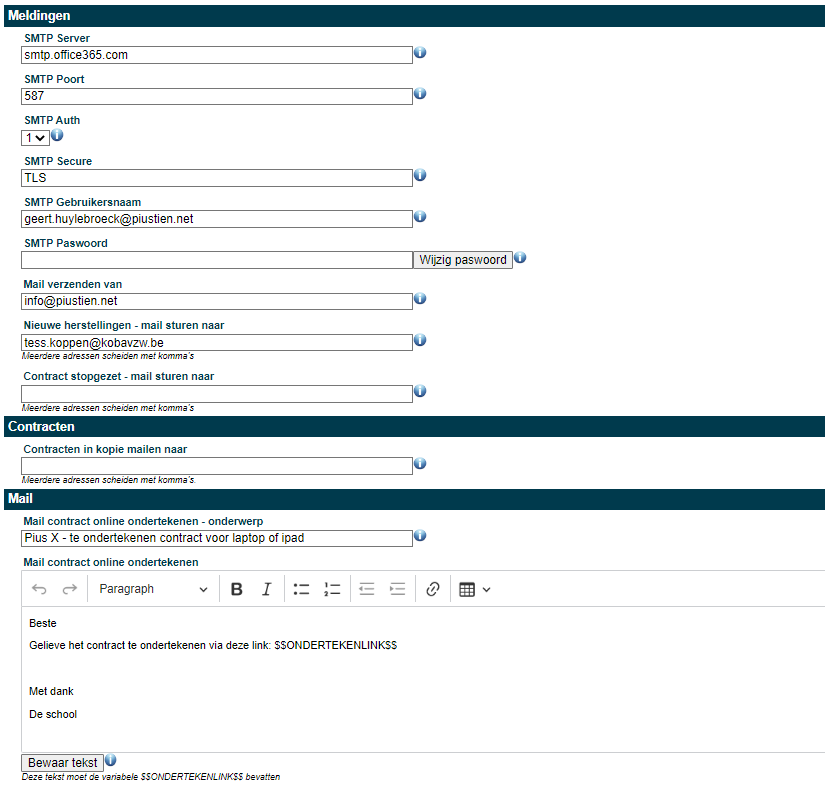 Meldingen
SMTP Server
smtp.office365.com
SMTP Poort
587
SMTP Auth
1
SMTP Secure
TLS
SMTP Gebruikersnaam
geert.huylebroeck@piustien.net
SMTP Paswoord
Wijzig paswoord
Mail verzenden van
info@piustien.net
Nieuwe herstellingen - mail sturen naar
tess.koppen@kobavzw.be
Meerdere adressen scheiden met komma's
Contract stopgezet - mail sturen naar
Meerdere adressen scheiden met komma's
Contracten
Contracten in kopie mailen naar
Meerdere adressen scheiden met komma's.
Mail
Mail contract online ondertekenen - onderwerp
Pius X - te ondertekenen contract voor laptop of ipad
Mail contract online ondertekenen
Paragraph B I
Beste
Gelieve het contract te ondertekenen via deze link: $$ONDERTEKENLINK$$
Met dank
De school
Bewaar tekst
Deze tekst moet de variabele $$ONDERTEKENLINK$$ bevatten